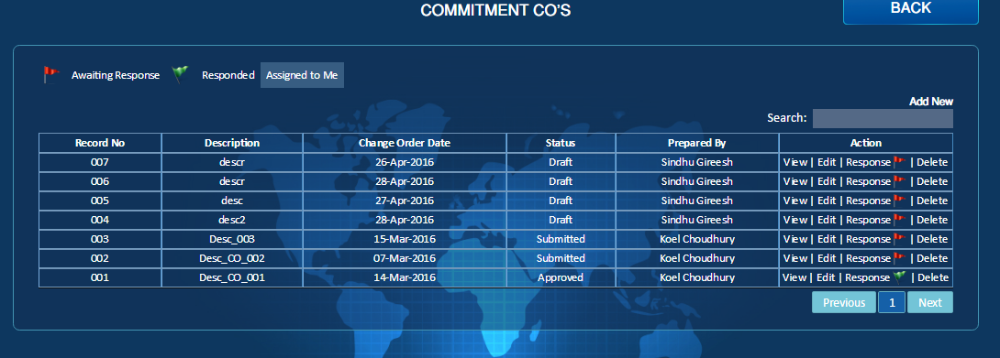 COMMITMENT CO'S
BACK
Awaiting Response Responded Assigned to Me
Add New
Search:
Record No Description Change Order Date Status Prepared By Action
007 descr 26-Apr-2016 Draft Sindhu Gireesh View | Edit | Response | Delete
006 descr 28-Apr-2016 Draft Sindhu Gireesh View | Edit | Response | Delete
005 desc 27-Apr-2016 Draft Sindhu Gireesh View | Edit | Response | Delete
004 desc2 28-Apr-2016 Draft Sindhu Gireesh View | Edit | Response | Delete
003 Desc_003 15-Mar-2016 Submitted Koel Choudhury View | Edit | Response | Delete
002 Desc_CO_002 07-Mar-2016 Submitted Koel Choudhury View | Edit | Response | Delete
001 Desc_CO_001 14-Mar-2016 Approved Koel Choudhury View | Edit | Response | Delete
Previous 1 Next